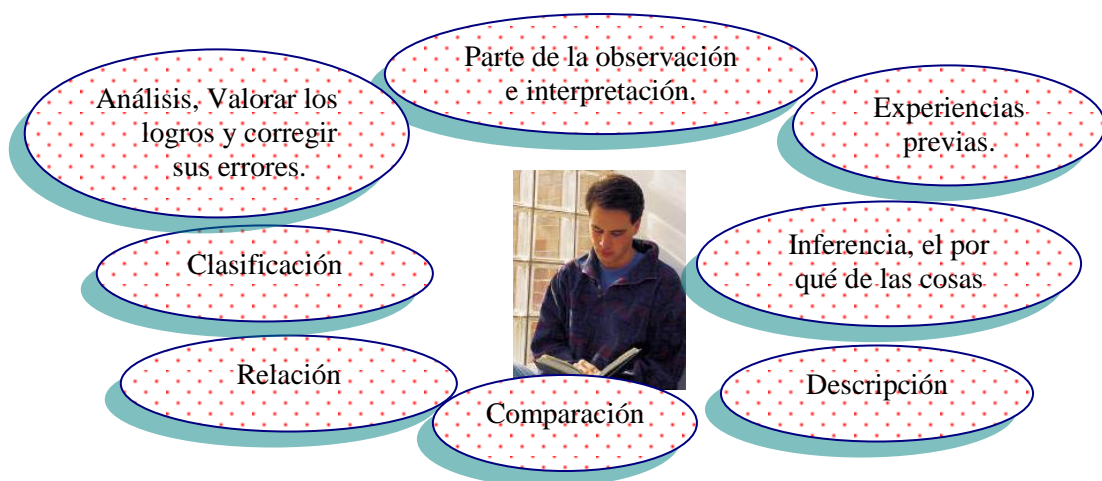 Parte de la observación
e interpretación.
Análisis, Valorar los
logros y corregir
sus errores.
Experiencias
previas.
Clasificación
Inferencia, el por
qué de las cosas
Relación
Descripción
Comparación